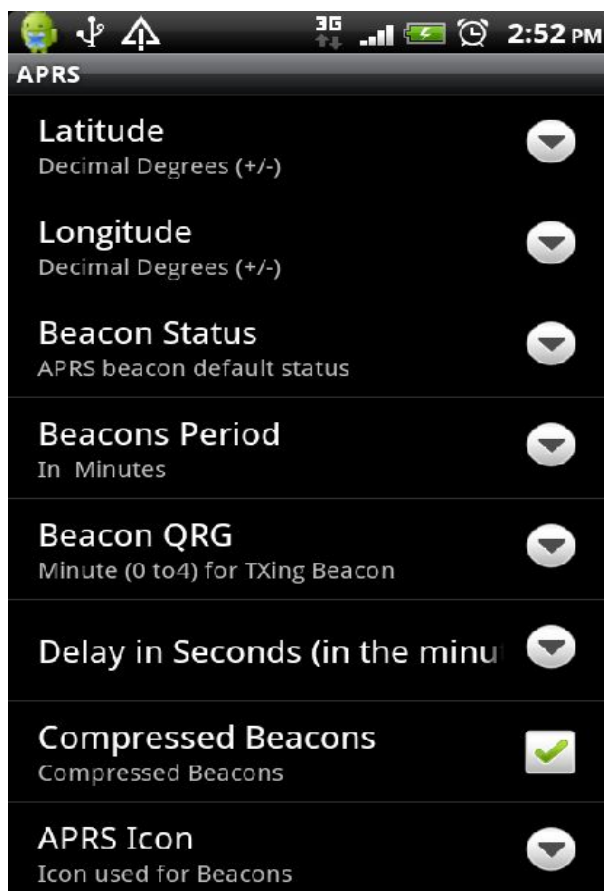 3G 2:52 PM
APRS
Latitude
Decimal Degrees (+/-)
Longitude
Decimal Degrees (+/-)
Beacon Status
APRS beacon default status
Beacons Period
In  Minutes
Beacon QRG
Minute (0 to4) for TXing Beacon
Delay in Seconds (in the minu
Compressed Beacons
Compressed Beacons
APRS Icon
Icon used for Beacons